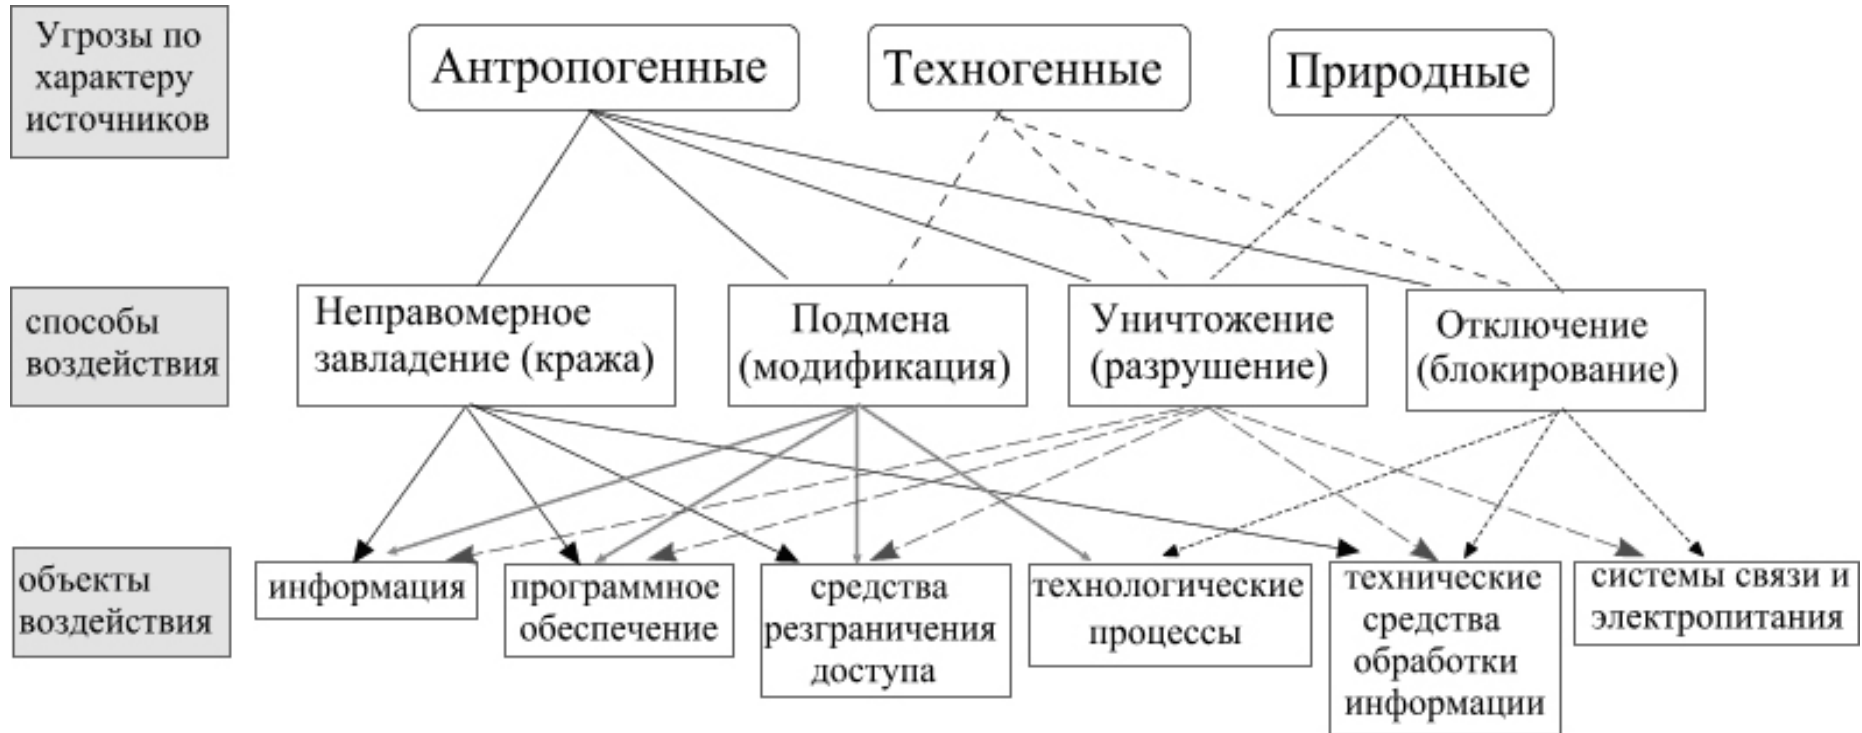 Угрозы по
характеру
источников
Антропогенные
Техногенные
Природные
способы
воздействия
Неправомерное
завладение (кража)
Подмена
(модификация)
Уничтожение
(разрушение)
Отключение
(блокирование)
объекты
воздействия
информация
программное
обеспечение
средства
резграничения
доступа
технологические
процессы
технические
средства
обработки
информации
системы связи и
электропитания